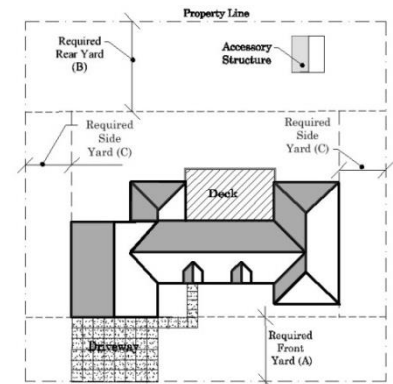 Property Line
Required
Rear Yard
(B)
Accessory
Structure
Required
Side
Yard (C)
Required
Side
Yard (C)
Deck
Driveway
Required
Front
Yard (A)